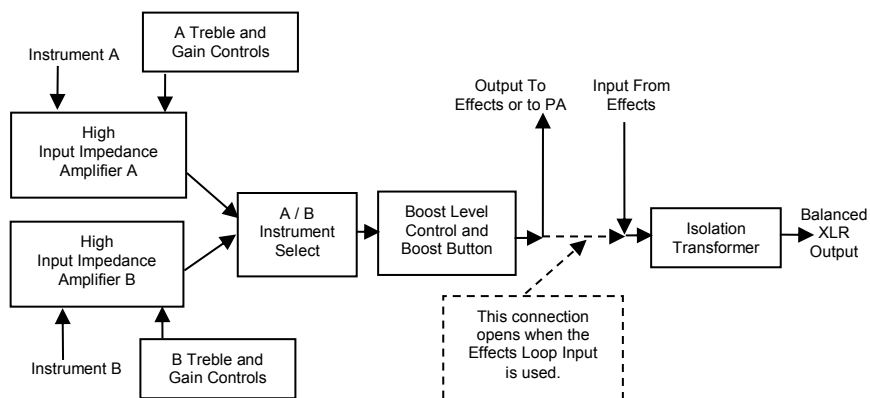 A Treble and
Gain Controls
Instrument A
High
Input Impedance
Amplifier A
Output To
Effects or to PA
Input From
Effects
A / B
Instrument
Select
Boost Level
Control and
Boost Button
Isolation
Transformer
Balanced
XLR
Output
High
Input Impedance
Amplifier B
This connection
opens when the
Effects Loop Input
is used.
Instrument B
B Treble and
Gain Controls